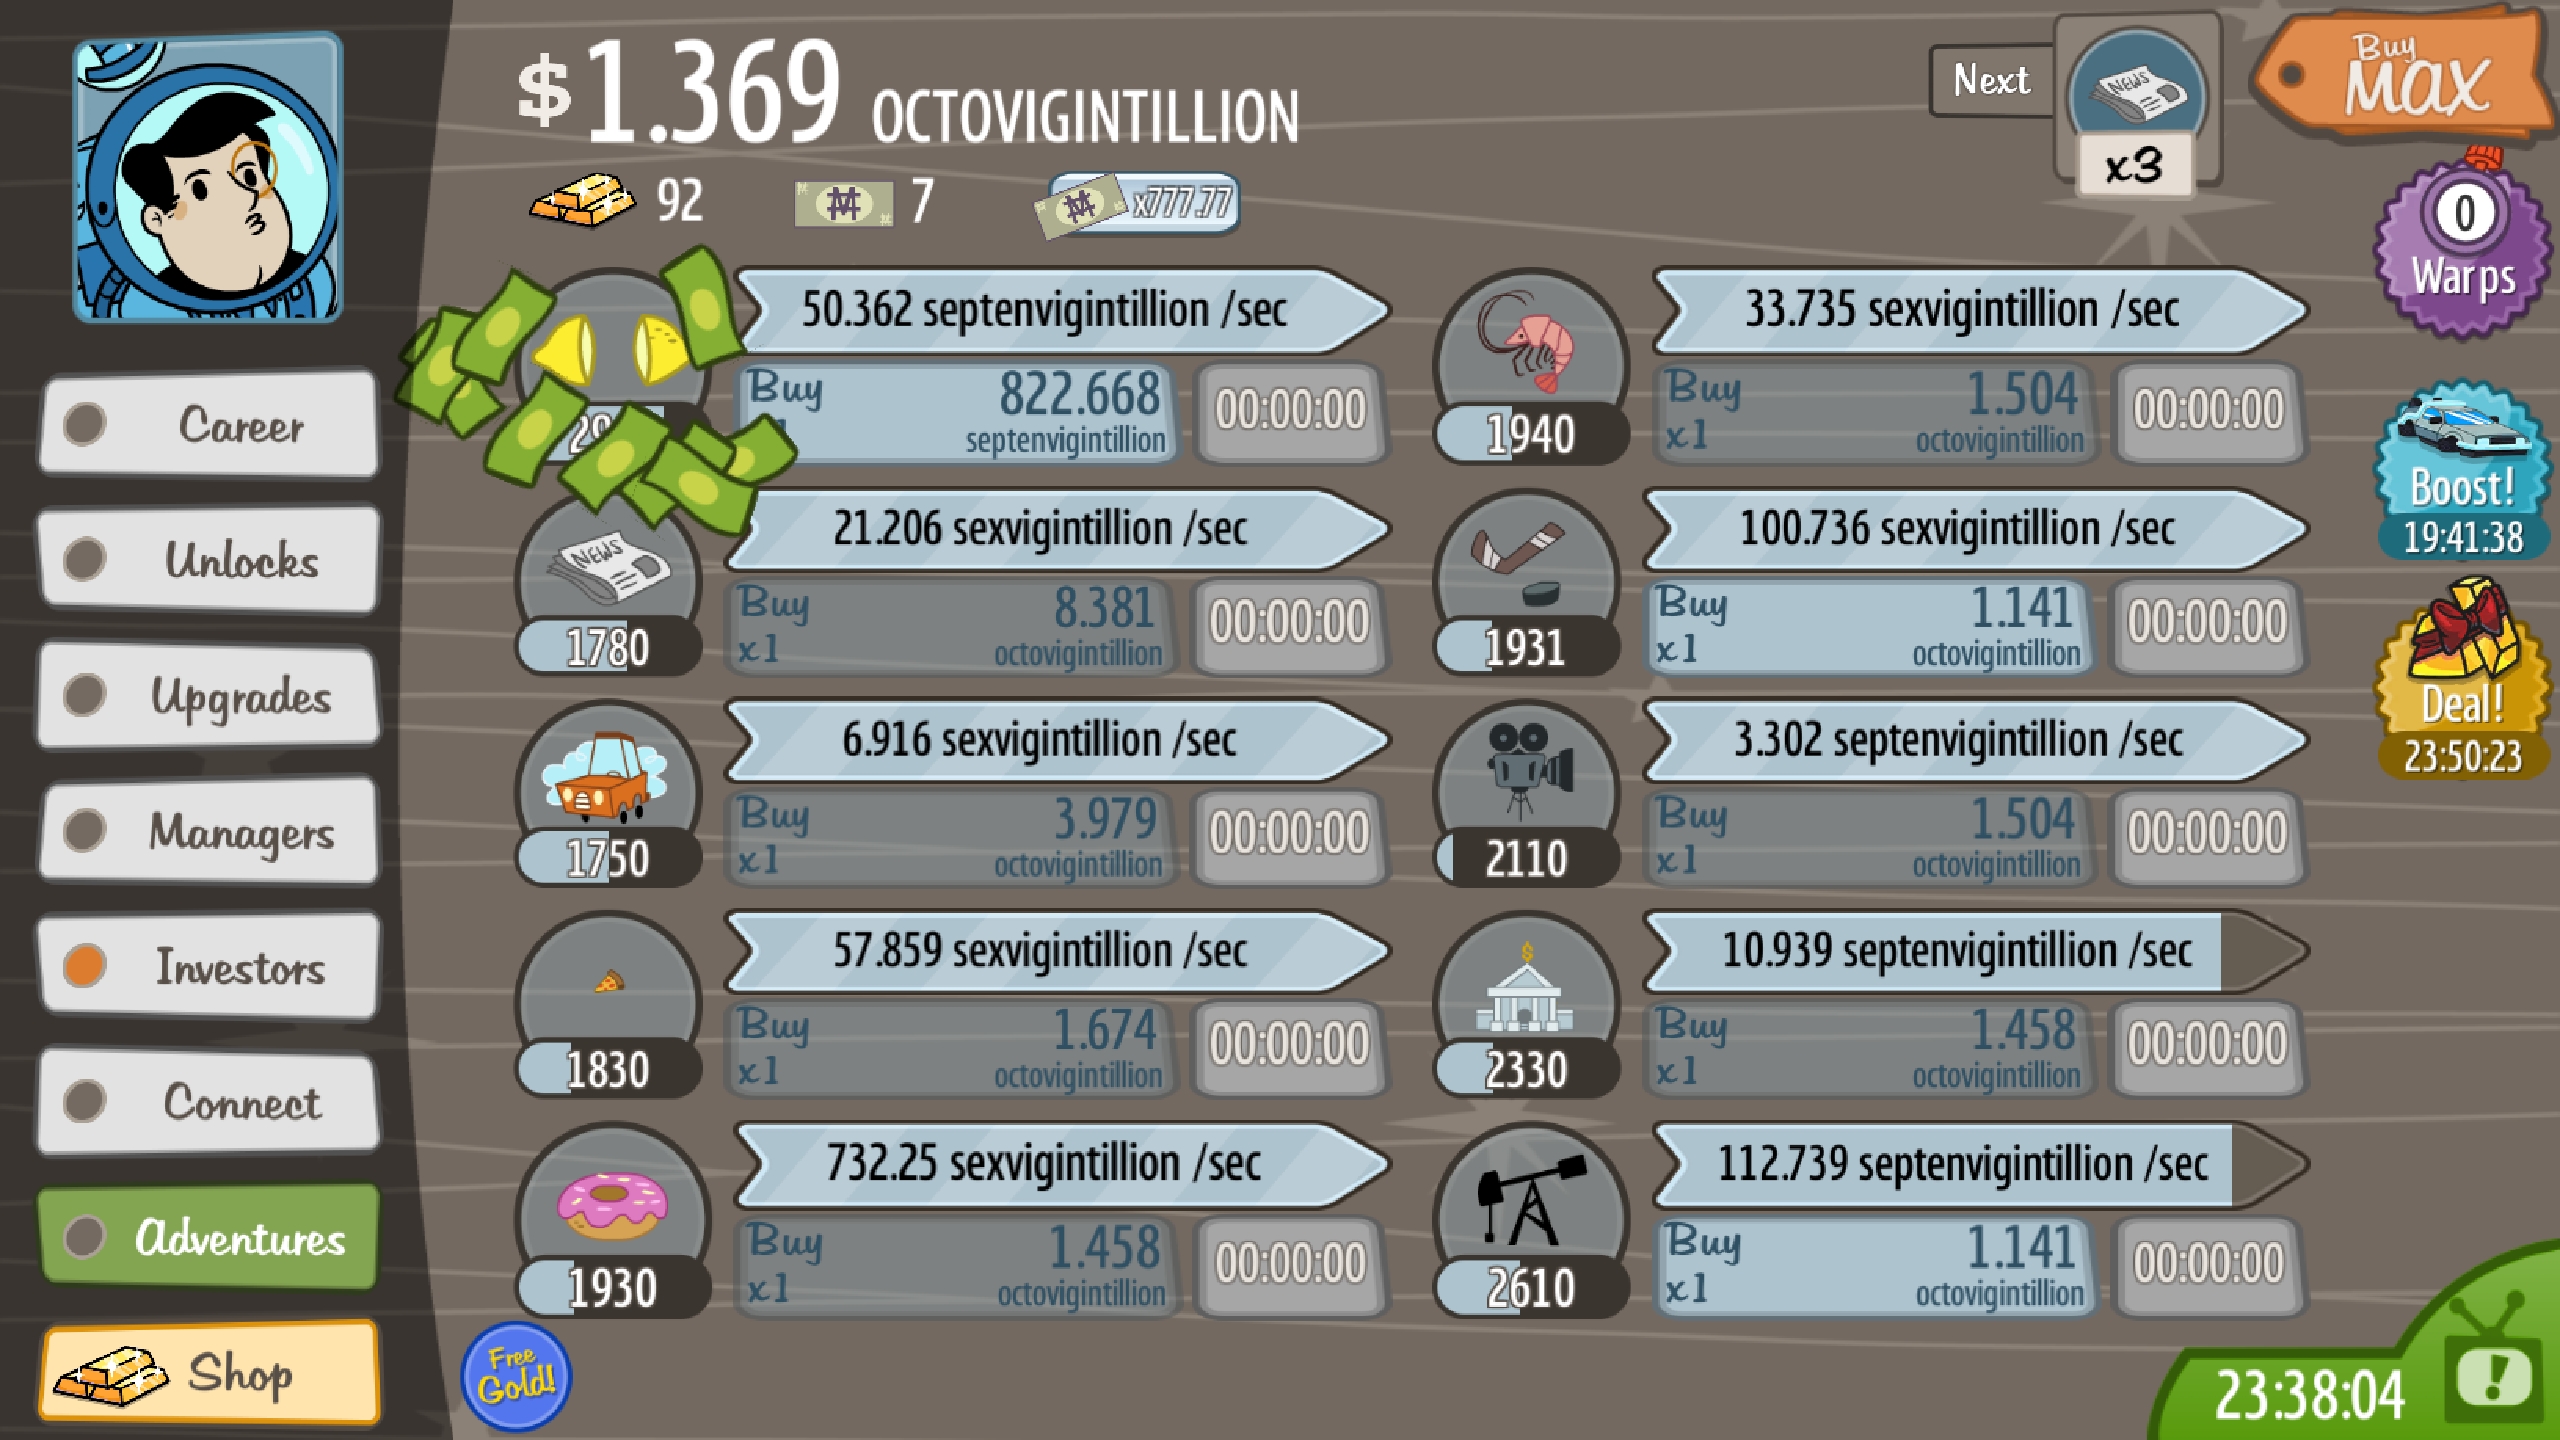 $1.369 OCTOVIGINTILLION
92
7
x777.77
Next
NEWS
x3
Buy
MAX
0
Warps
Boost!
19:41:38
Deal!
23:50:23
Career
Unlocks
Upgrades
Managers
Investors
Connect
Adventures
Shop
50.362 septenvigintillion /sec
Buy
822.668
septenvigintillion
00:00:00
NEWS
1780
21.206 sexvigintillion /sec
Buy
x1
8.381
octovigintillion
00:00:00
1750
6.916 sexvigintillion /sec
Buy
x1
3.979
octovigintillion
00:00:00
1830
57.859 sexvigintillion /sec
Buy
x1
1.674
octovigintillion
00:00:00
1930
732.25 sexvigintillion /sec
Buy
x1
1.458
octovigintillion
00:00:00
1940
33.735 sexvigintillion /sec
Buy
x1
1.504
octovigintillion
00:00:00
1931
100.736 sexvigintillion /sec
Buy
x1
1.141
octovigintillion
00:00:00
2110
3.302 septenvigintillion /sec
Buy
x1
1.504
octovigintillion
00:00:00
$
2330
10.939 septenvigintillion /sec
Buy
x1
1.458
octovigintillion
00:00:00
2610
112.739 septenvigintillion /sec
Buy
x1
1.141
octovigintillion
00:00:00
Free
Gold!
23:38:04
!